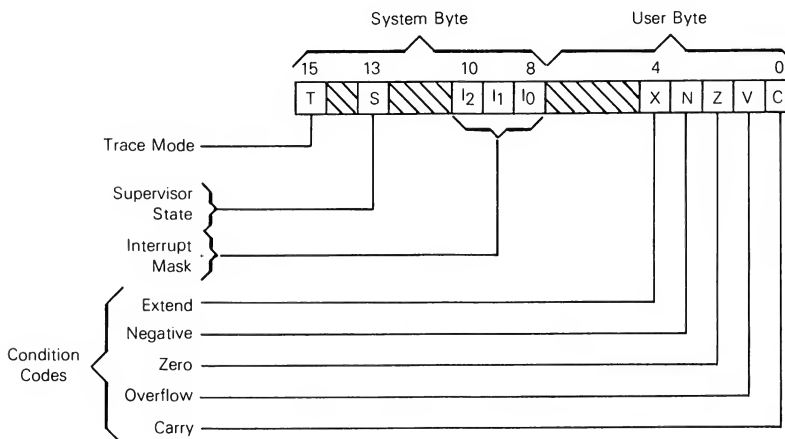 System Byte User Byte
15 13 10 8 4 0
T S I2 I1 I0 X N Z V C
Trace Mode
Supervisor
State
Interrupt
Mask
Extend
Negative
Condition
Codes
Zero
Overflow
Carry